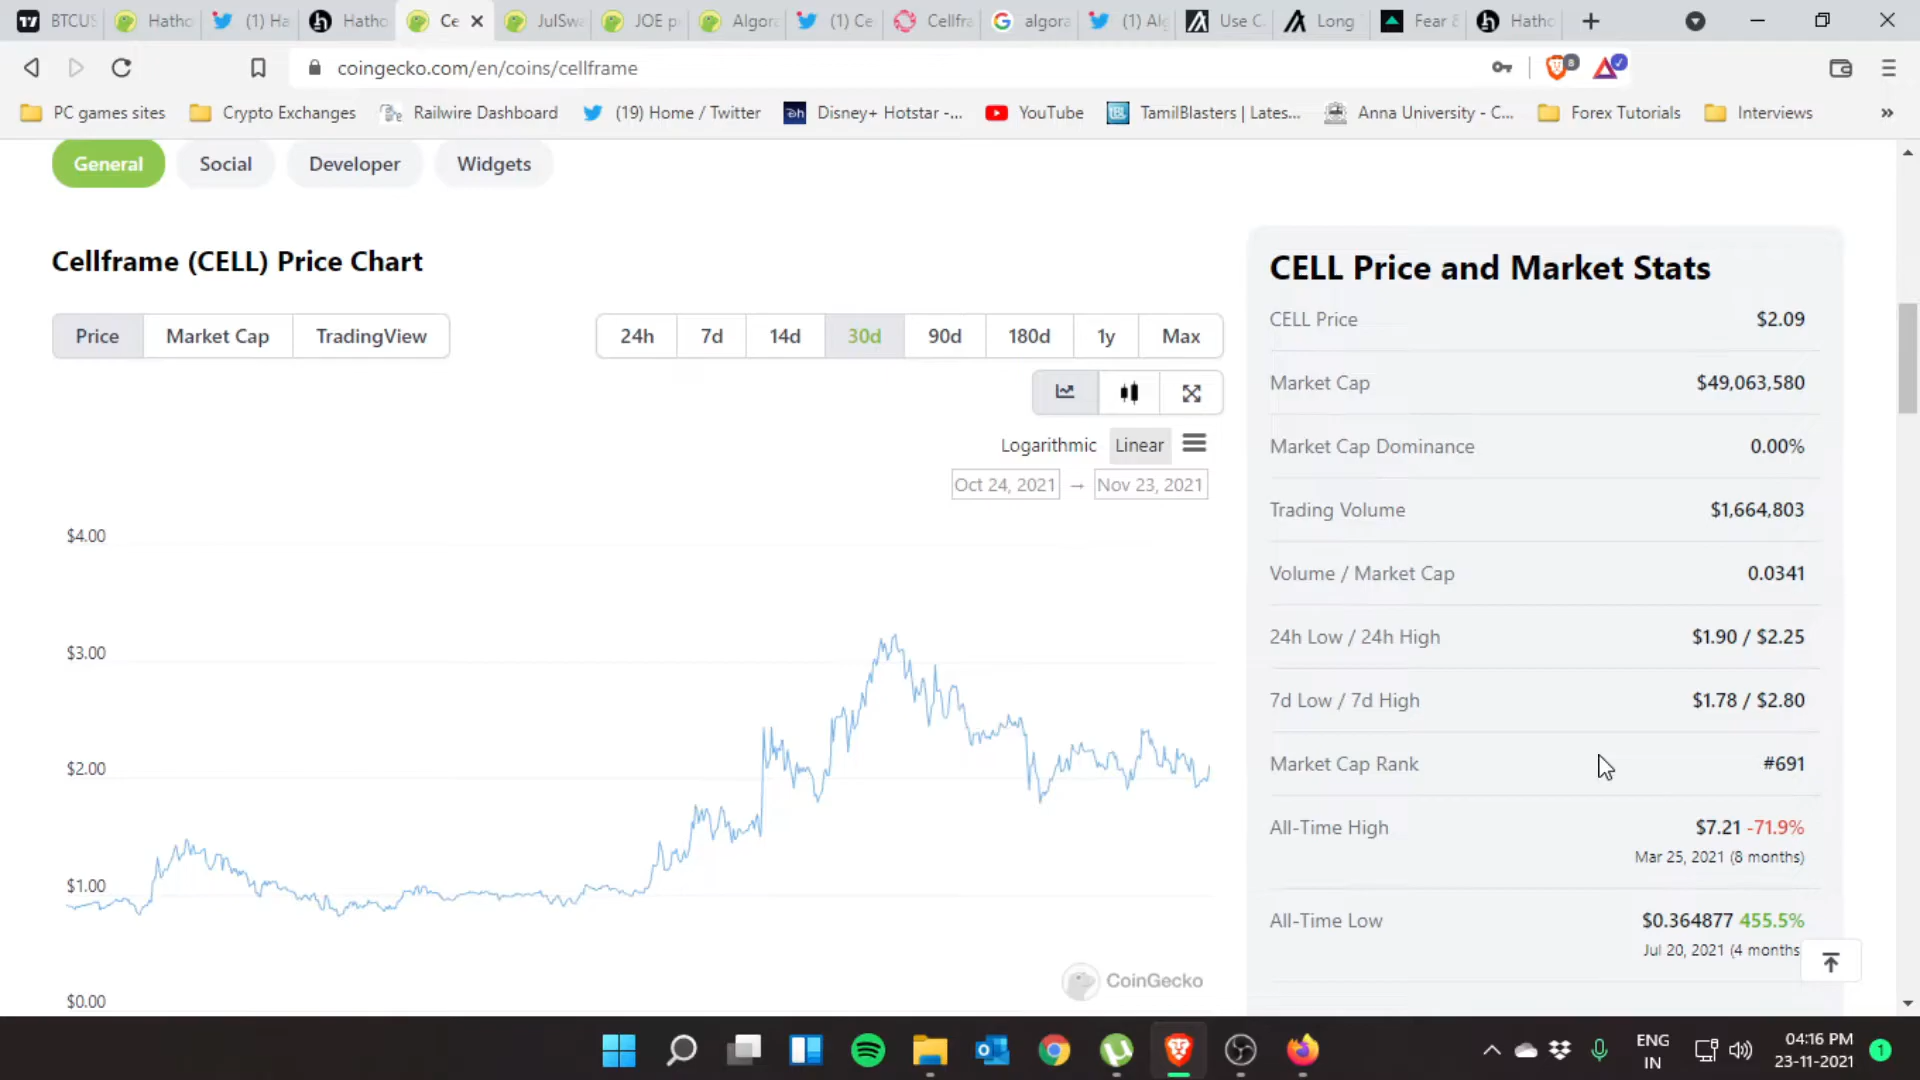 BTCUS Hatho (1) Ha Hatho Ce JulSwa JOE p Algora (1) Ce Cellfra algora (1) Alg Use C Long Fear & Hatho
coingecko.com/en/coins/cellframe 8
PC games sites Crypto Exchanges Railwire Dashboard (19) Home / Twitter Disney+ Hotstar -... YouTube TamilBlasters | Lates... Anna University - C... Forex Tutorials Interviews »
General Social Developer Widgets
Cellframe (CELL) Price Chart
Price Market Cap TradingView
24h 7d 14d 30d 90d 180d 1y Max
Logarithmic Linear
Oct 24, 2021 → Nov 23, 2021
$4.00
$3.00
$2.00
$1.00
$0.00
CoinGecko
CELL Price and Market Stats
CELL Price $2.09
Market Cap $49,063,580
Market Cap Dominance 0.00%
Trading Volume $1,664,803
Volume / Market Cap 0.0341
24h Low / 24h High $1.90 / $2.25
7d Low / 7d High $1.78 / $2.80
Market Cap Rank #691
All-Time High $7.21 -71.9%
Mar 25, 2021 (8 months)
All-Time Low $0.364877 455.5%
Jul 20, 2021 (4 months
ENG 04:16 PM
IN 23-11-2021 1